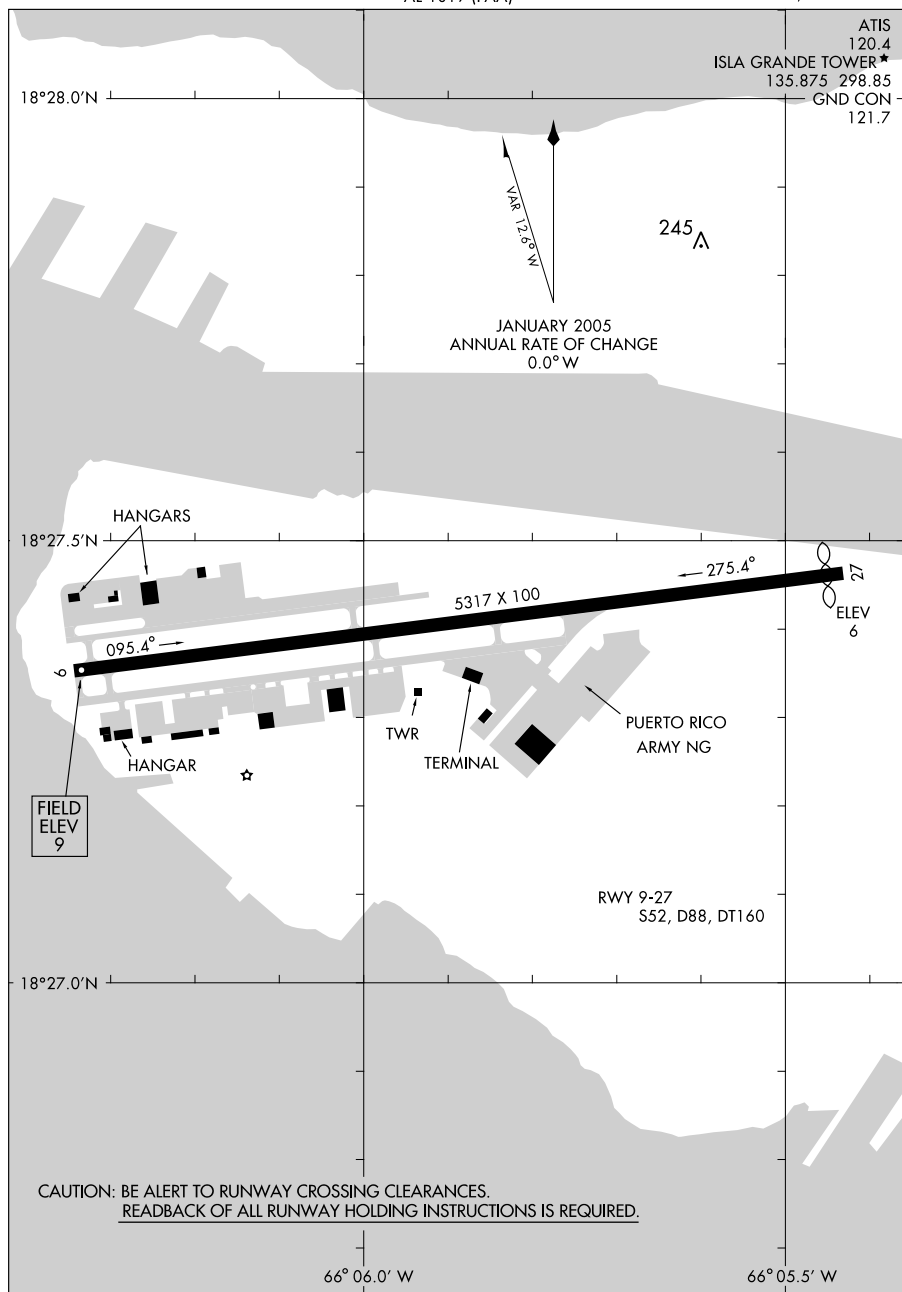 ATIS
120.4
ISLA GRANDE TOWER
135.875 298.85
GND CON
121.7
18°28.0'N
VAR 12.6° W
245
JANUARY 2005
ANNUAL RATE OF CHANGE
0.0° W
HANGARS
18°27.5'N
275.4°
27
5317 X 100
ELEV
6
095.4°
9
PUERTO RICO
ARMY NG
TWR
TERMINAL
HANGAR
FIELD
ELEV
9
RWY 9-27
S52, D88, DT160
18°27.0'N
CAUTION: BE ALERT TO RUNWAY CROSSING CLEARANCES.
READBACK OF ALL RUNWAY HOLDING INSTRUCTIONS IS REQUIRED.
66° 06.0' W
66° 05.5' W